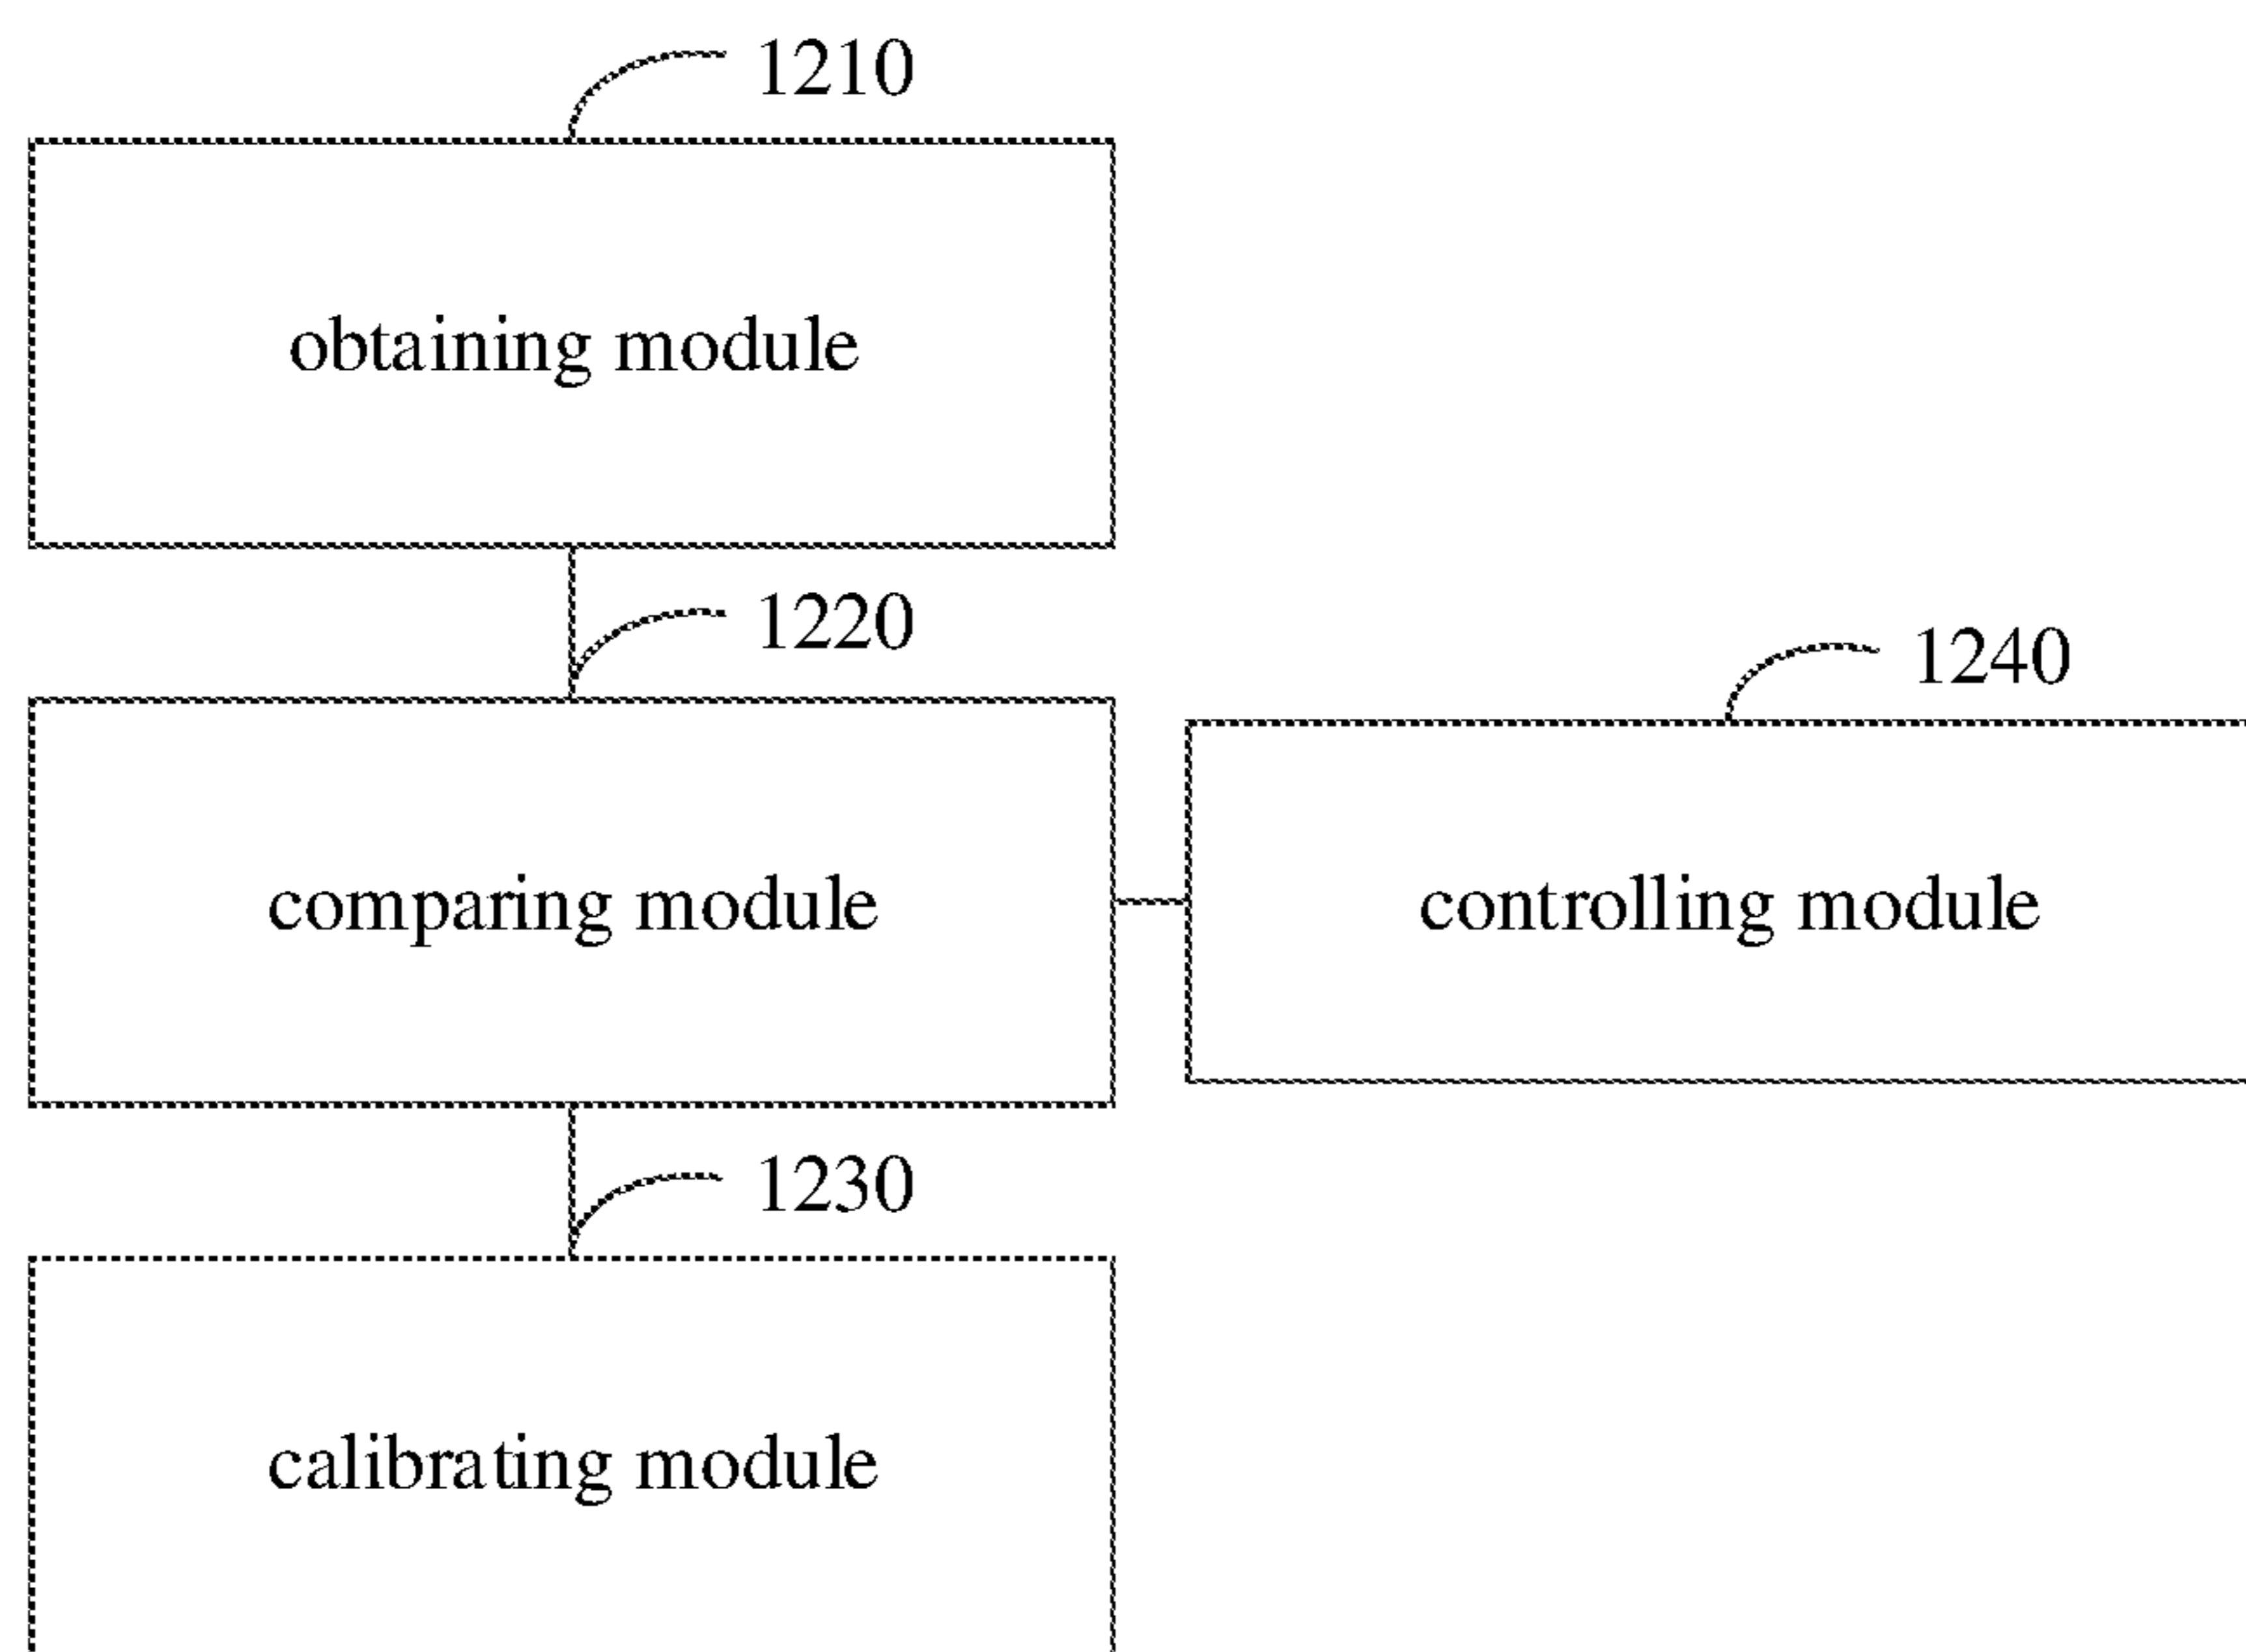 1210
obtaining module
1220
1240
comparing module
controlling module
1230
calibrating module